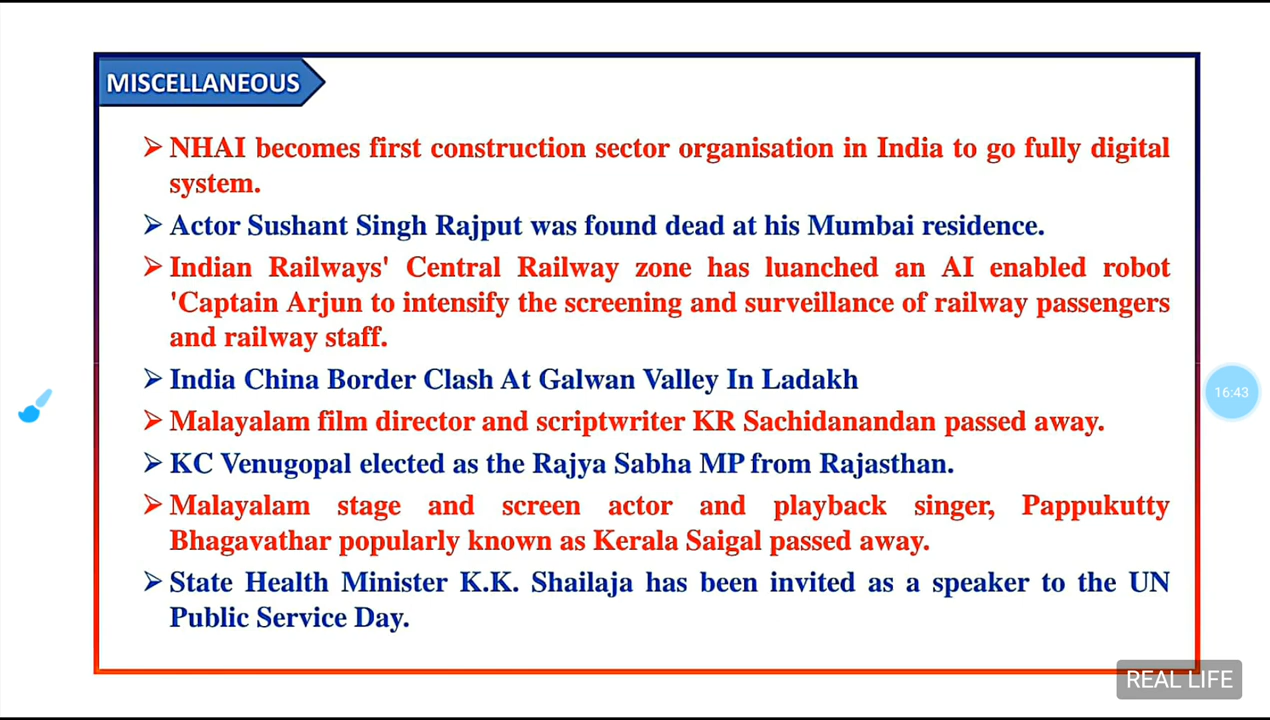 MISCELLANEOUS
➢ NHAI becomes first construction sector organisation in India to go fully digital
system.
➢ Actor Sushant Singh Rajput was found dead at his Mumbai residence.
➢ Indian Railways' Central Railway zone has luanched an AI enabled robot
'Captain Arjun to intensify the screening and surveillance of railway passengers
and railway staff.
➢ India China Border Clash At Galwan Valley In Ladakh
➢ Malayalam film director and scriptwriter KR Sachidanandan passed away.
➢ KC Venugopal elected as the Rajya Sabha MP from Rajasthan.
➢ Malayalam stage and screen actor and playback singer, Pappukutty
Bhagavathar popularly known as Kerala Saigal passed away.
➢ State Health Minister K.K. Shailaja has been invited as a speaker to the UN
Public Service Day.
16:43
REAL LIFE